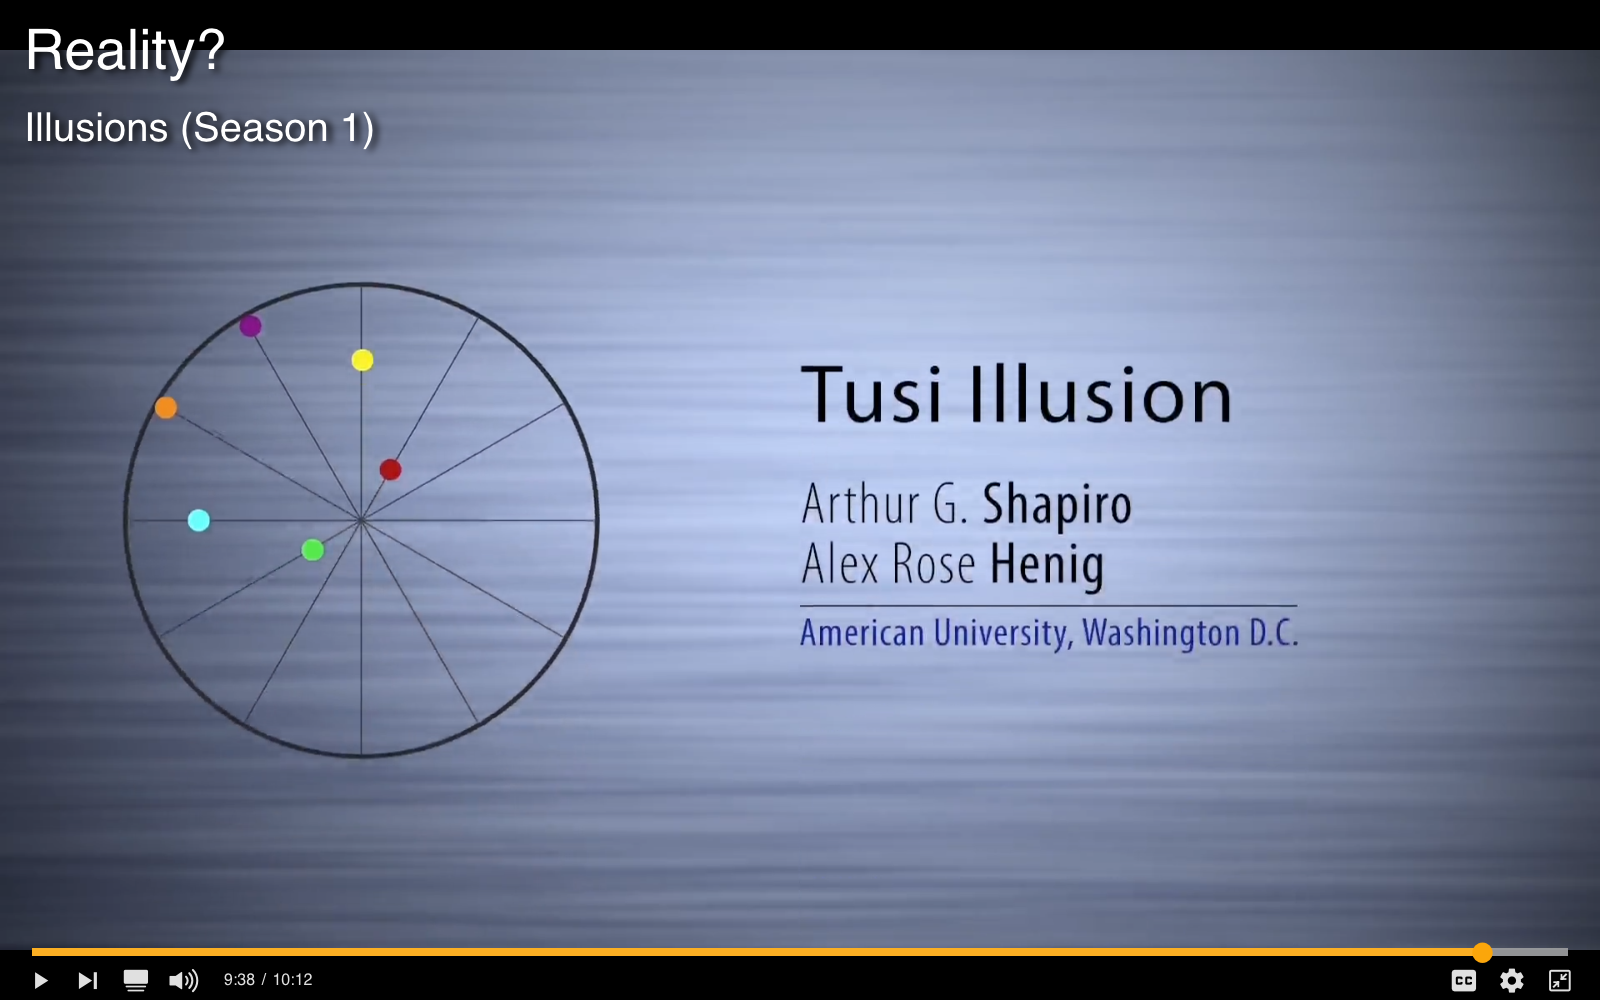 Reality?
Illusions (Season 1)
Tusi Illusion
Arthur G. Shapiro
Alex Rose Henig
American University, Washington D.C.
9:38 / 10:12
CC